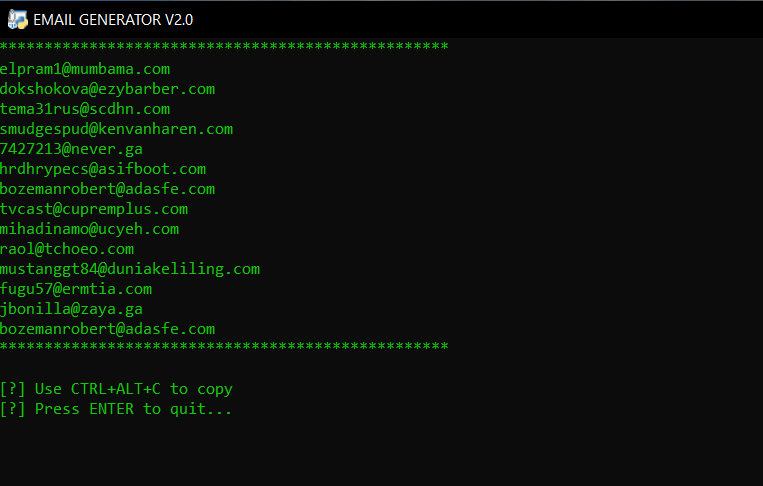 EMAIL GENERATOR V2.0
**************************************************
elpram1@mumbama.com
dokshokova@ezybarber.com
tema31rus@scdhn.com
smudgespud@kenvanharen.com
7427213@never.ga
hrdhrypecs@asifboot.com
bozemanrobert@adasfe.com
tvcast@cupremplus.com
mihadinamo@ucyeh.com
raol@tchoeo.com
mustanggt84@duniakeliling.com
fugu57@ermtia.com
jbonilla@zaya.ga
bozemanrobert@adasfe.com
**************************************************
[?] Use CTRL+ALT+C to copy
[?] Press ENTER to quit...